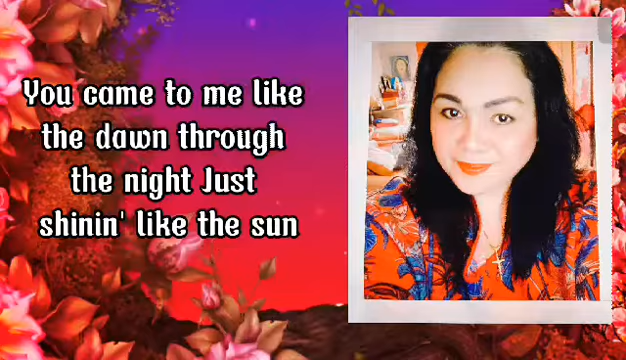 You came to me like
the dawn through
the night Just
shinin' like the sun